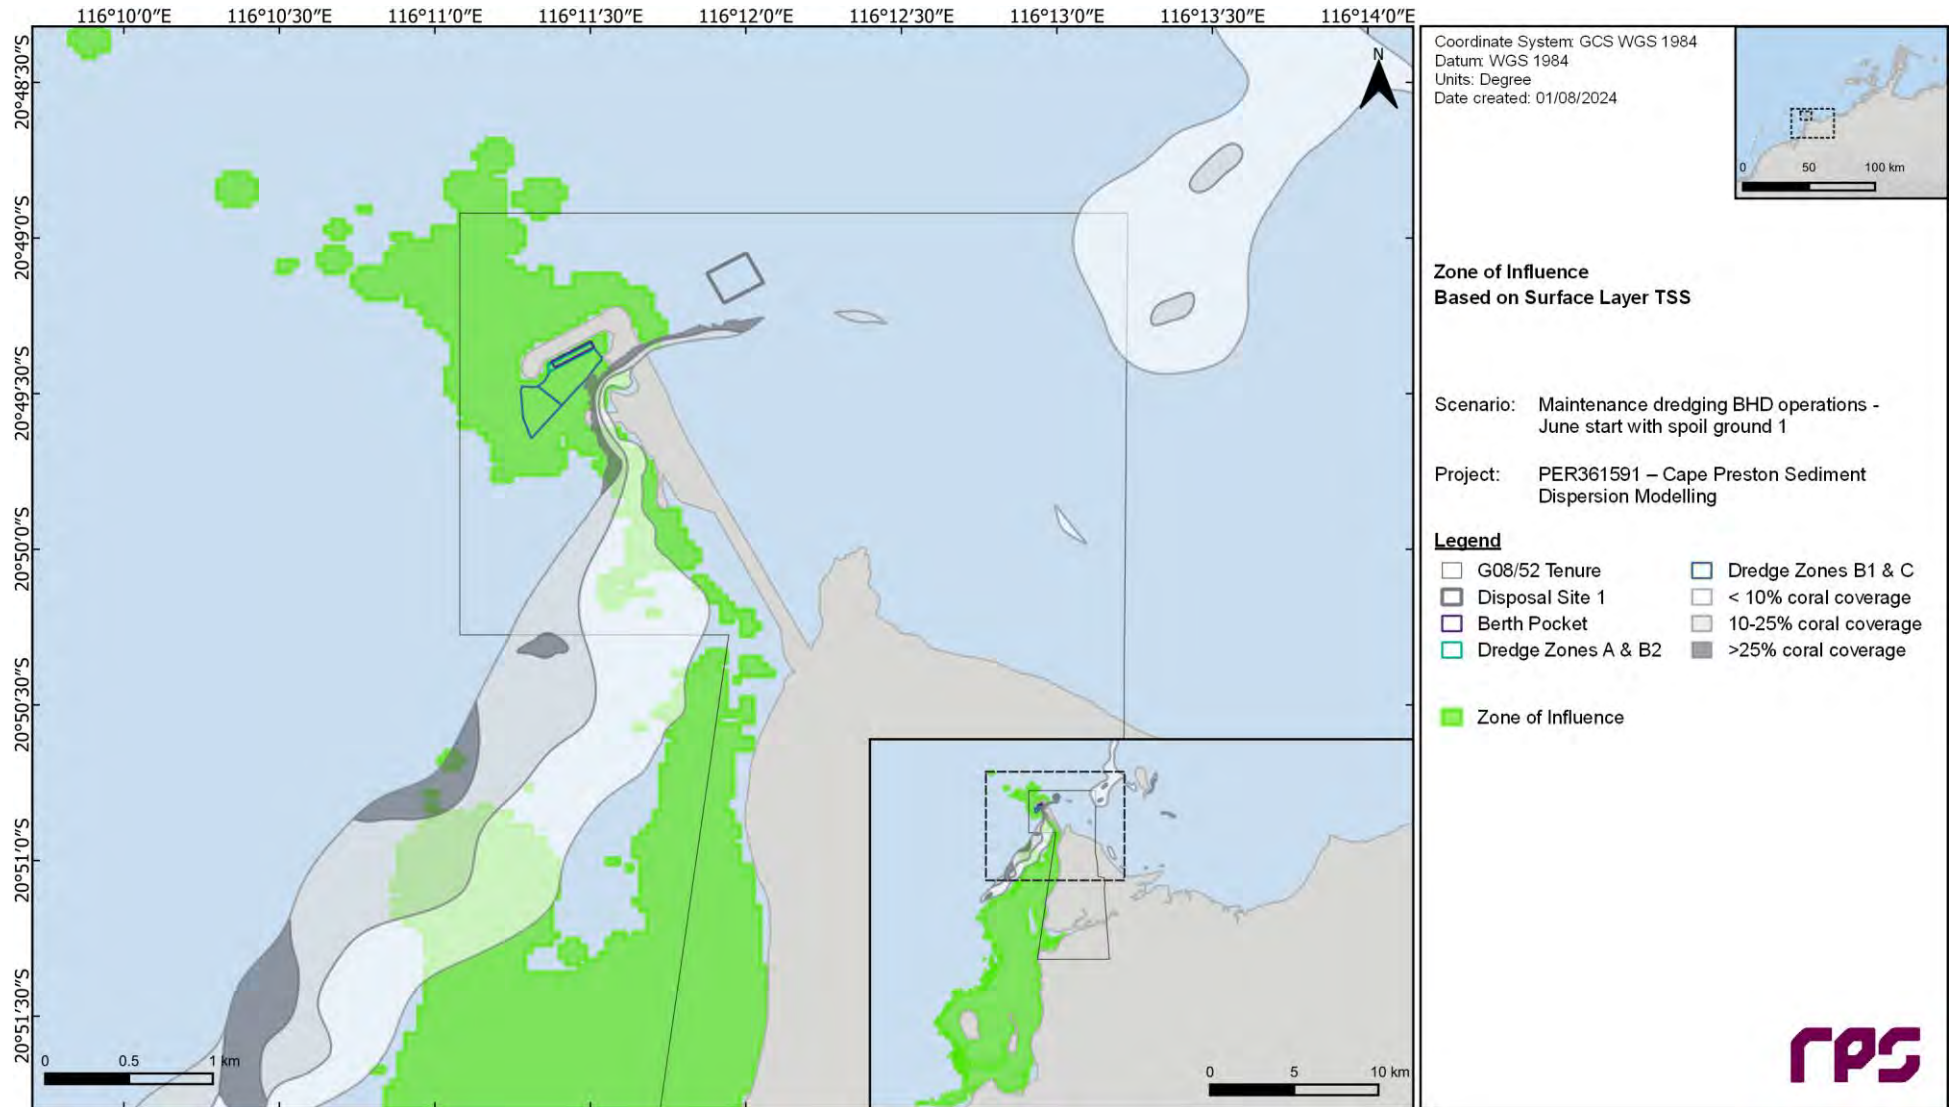 116°10′0″E 116°10′30″E 116°11′0″E 116°11′30″E 116°12′0″E 116°12′30″E 116°13′0″E 116°13′30″E 116°14′0″E
20°48′30″S
20°49′0″S
20°49′30″S
20°50′0″S
20°50′30″S
20°51′0″S
20°51′30″S
N
0 0.5 1 km
0 5 10 km
Coordinate System: GCS WGS 1984
Datum: WGS 1984
Units: Degree
Date created: 01/08/2024
0 50 100 km
Zone of Influence
Based on Surface Layer TSS
Scenario: Maintenance dredging BHD operations -
June start with spoil ground 1
Project: PER361591 – Cape Preston Sediment
Dispersion Modelling
Legend
G08/52 Tenure
Disposal Site 1
Berth Pocket
Dredge Zones A & B2
Dredge Zones B1 & C
< 10% coral coverage
10-25% coral coverage
>25% coral coverage
Zone of Influence
rps